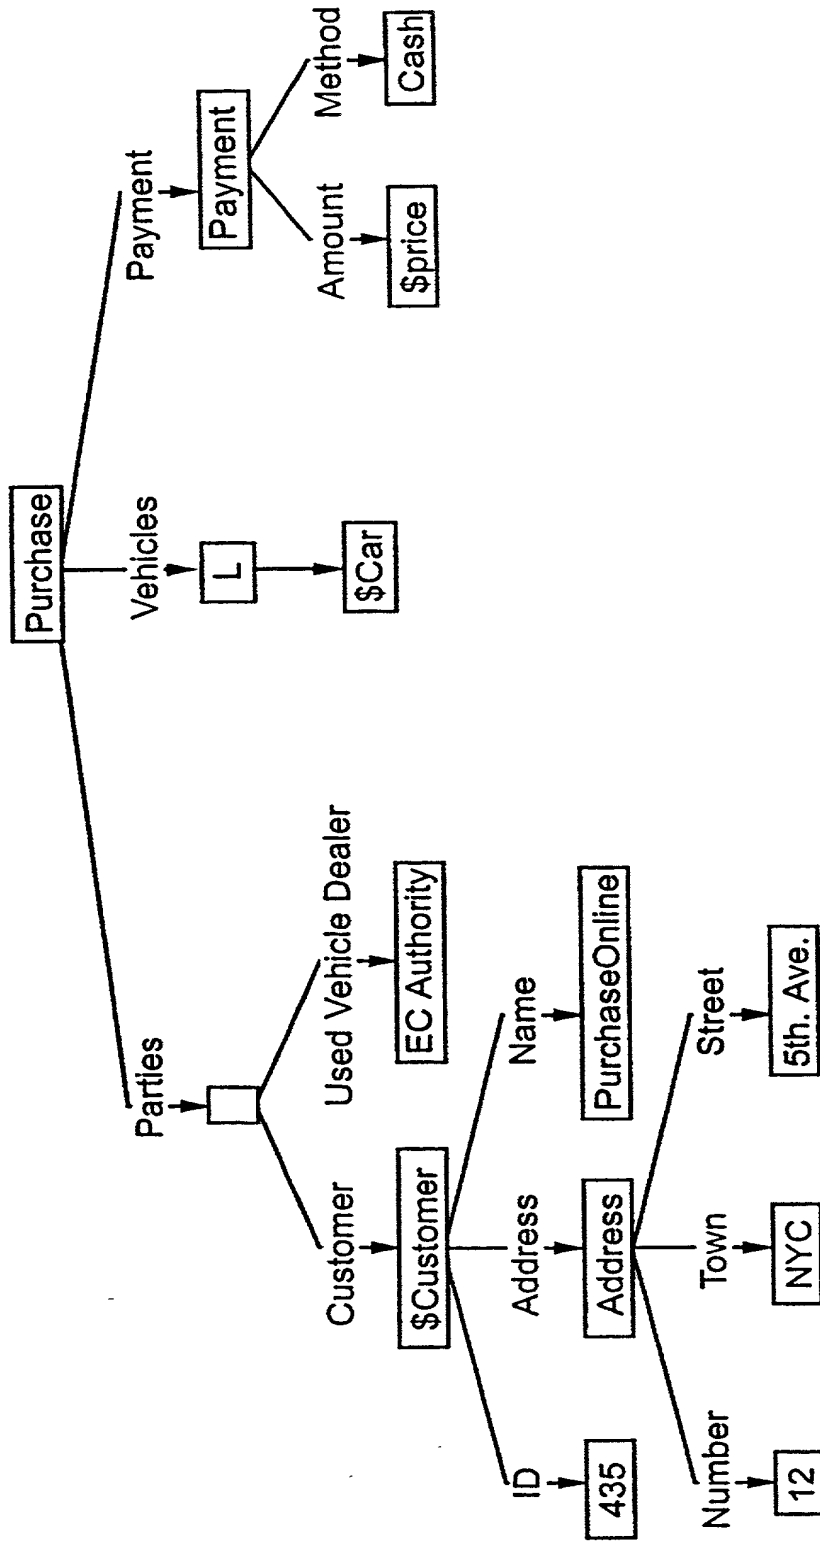 Purchase
Parties
Vehicles
Payment
L
Payment
Customer
Used Vehicle Dealer
Amount
Method
$Customer
EC Authority
$Car
$price
Cash
ID
Address
Name
435
Address
PurchaseOnline
Number
Town
Street
12
NYC
5th. Ave.